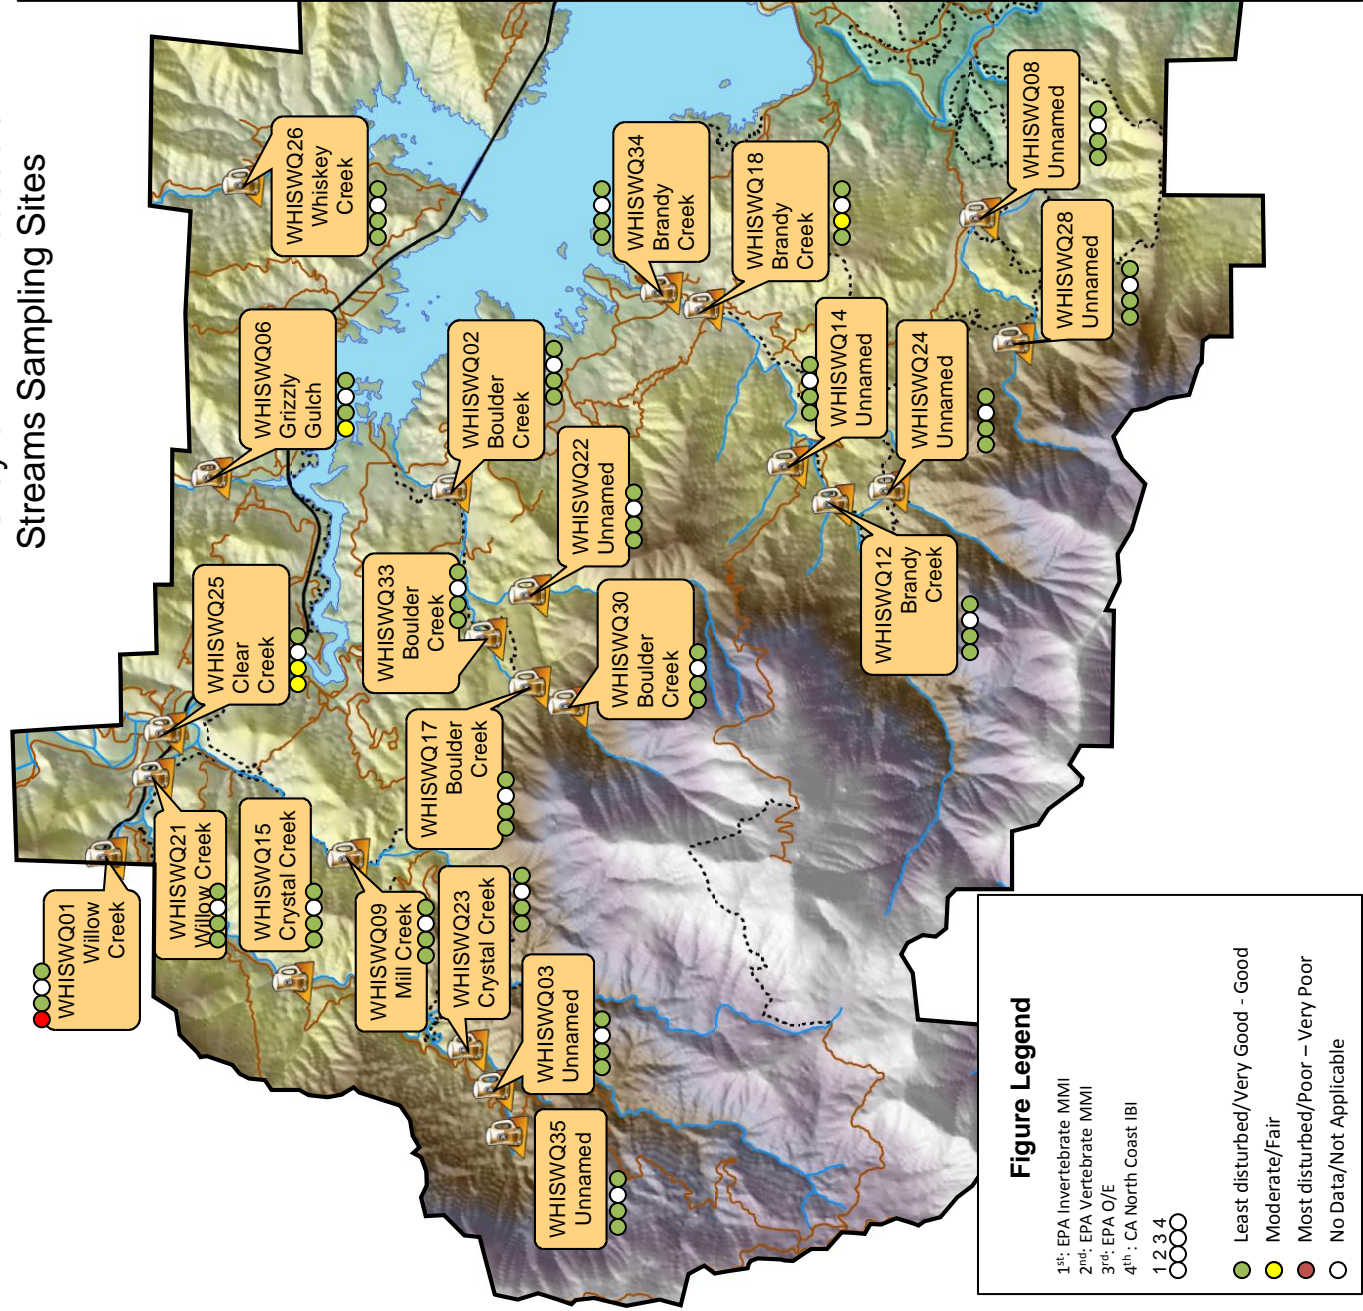 Streams Sampling Sites
WHISWQ01
Willow
Creek
WHISWQ21
Willow Creek
WHISWQ15
Crystal Creek
WHISWQ25
Clear
Creek
WHISWQ06
Grizzly
Gulch
WHISWQ26
Whiskey
Creek
WHISWQ09
Mill Creek
WHISWQ23
Crystal Creek
WHISWQ03
Unnamed
WHISWQ35
Unnamed
WHISWQ17
Boulder
Creek
WHISWQ33
Boulder
Creek
WHISWQ02
Boulder
Creek
WHISWQ22
Unnamed
WHISWQ30
Boulder
Creek
WHISWQ34
Brandy
Creek
WHISWQ18
Brandy
Creek
WHISWQ14
Unnamed
WHISWQ24
Unnamed
WHISWQ12
Brandy
Creek
WHISWQ08
Unnamed
WHISWQ28
Unnamed
Figure Legend
1st: EPA Invertebrate MMI
2nd: EPA Vertebrate MMI
3rd: EPA O/E
4th : CA North Coast IBI
1 2 3 4
Least disturbed/Very Good - Good
Moderate/Fair
Most disturbed/Poor – Very Poor
No Data/Not Applicable